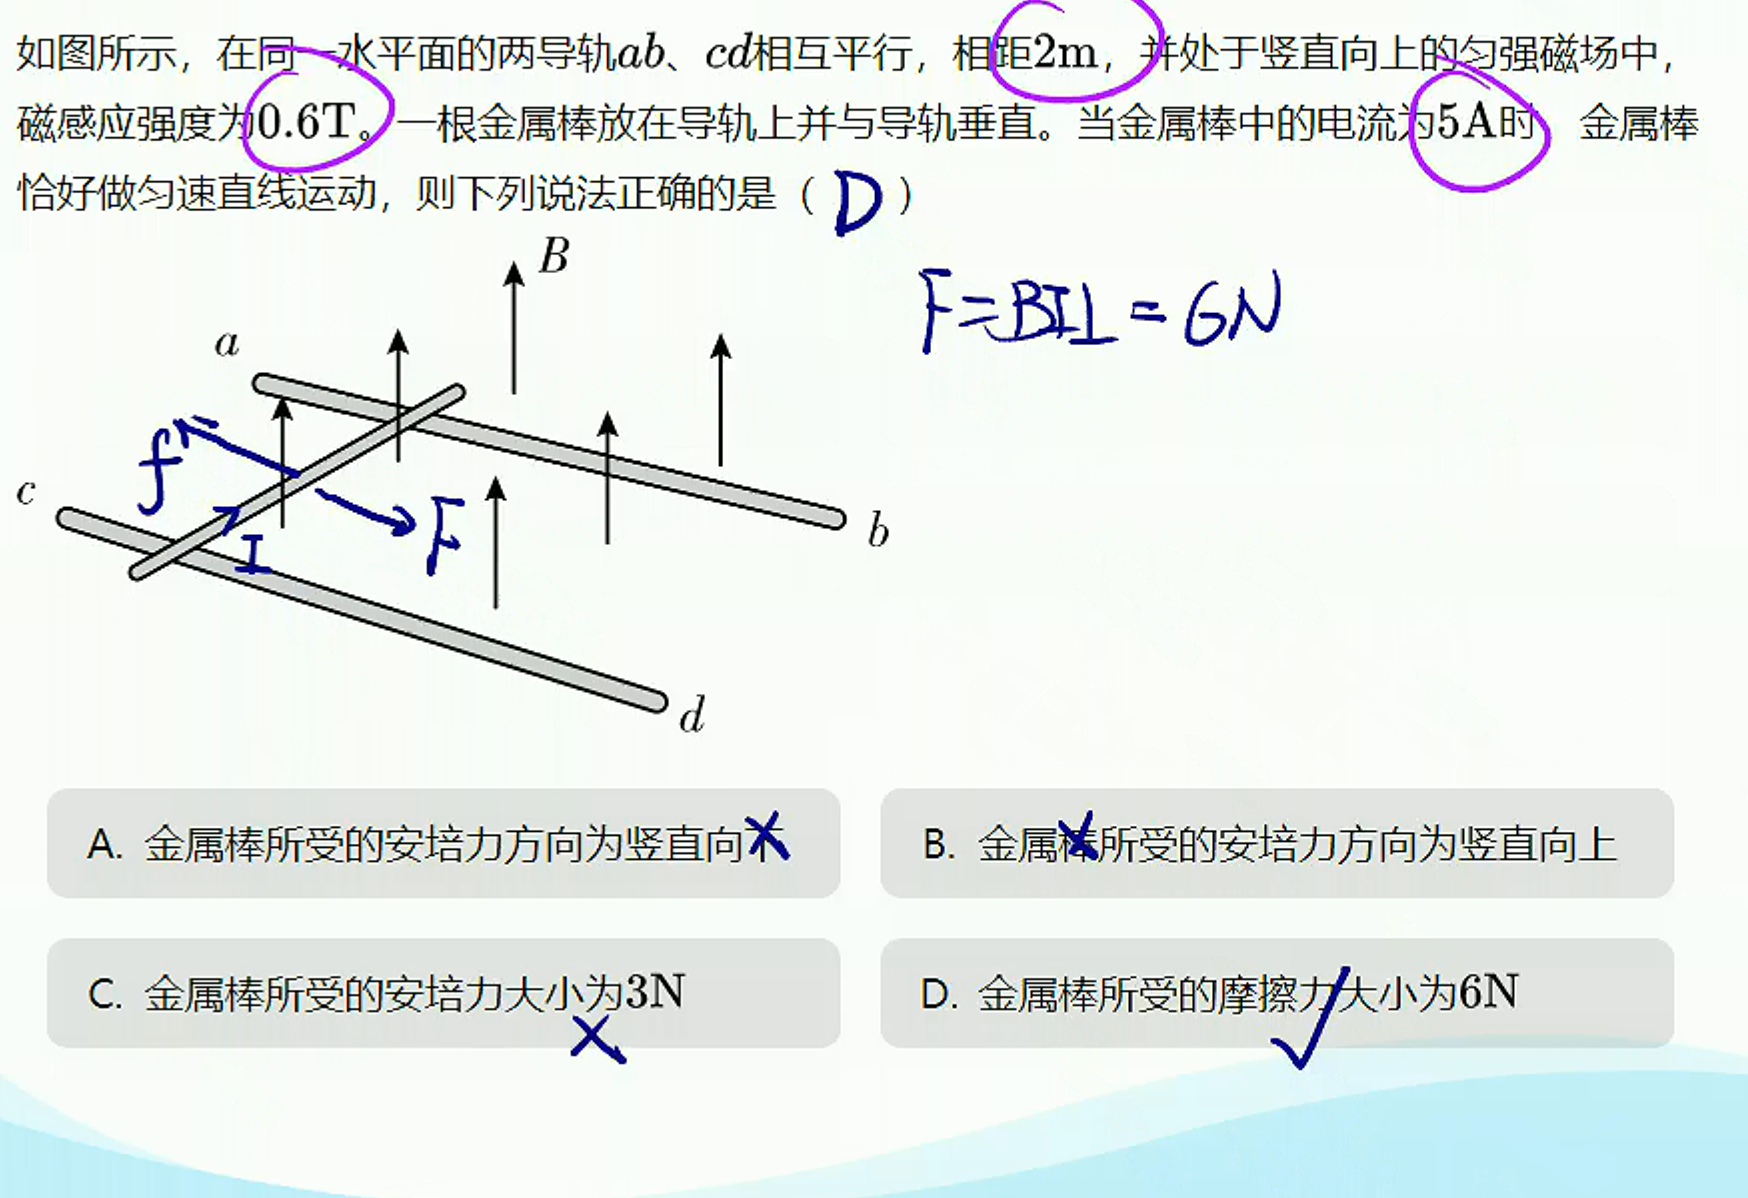 如图所示，在同一水平面的两导轨ab、cd相互平行，相距2m，并处于竖直向上的匀强磁场中，
磁感应强度为0.6T。一根金属棒放在导轨上并与导轨垂直。当金属棒中的电流为5A时 金属棒
恰好做匀速直线运动，则下列说法正确的是（ D ）
B
F=BIL=6N
a
f
c
F
I
b
d
A. 金属棒所受的安培力方向为竖直向下
B. 金属棒所受的安培力方向为竖直向上
C. 金属棒所受的安培力大小为3N
D. 金属棒所受的摩擦力大小为6N